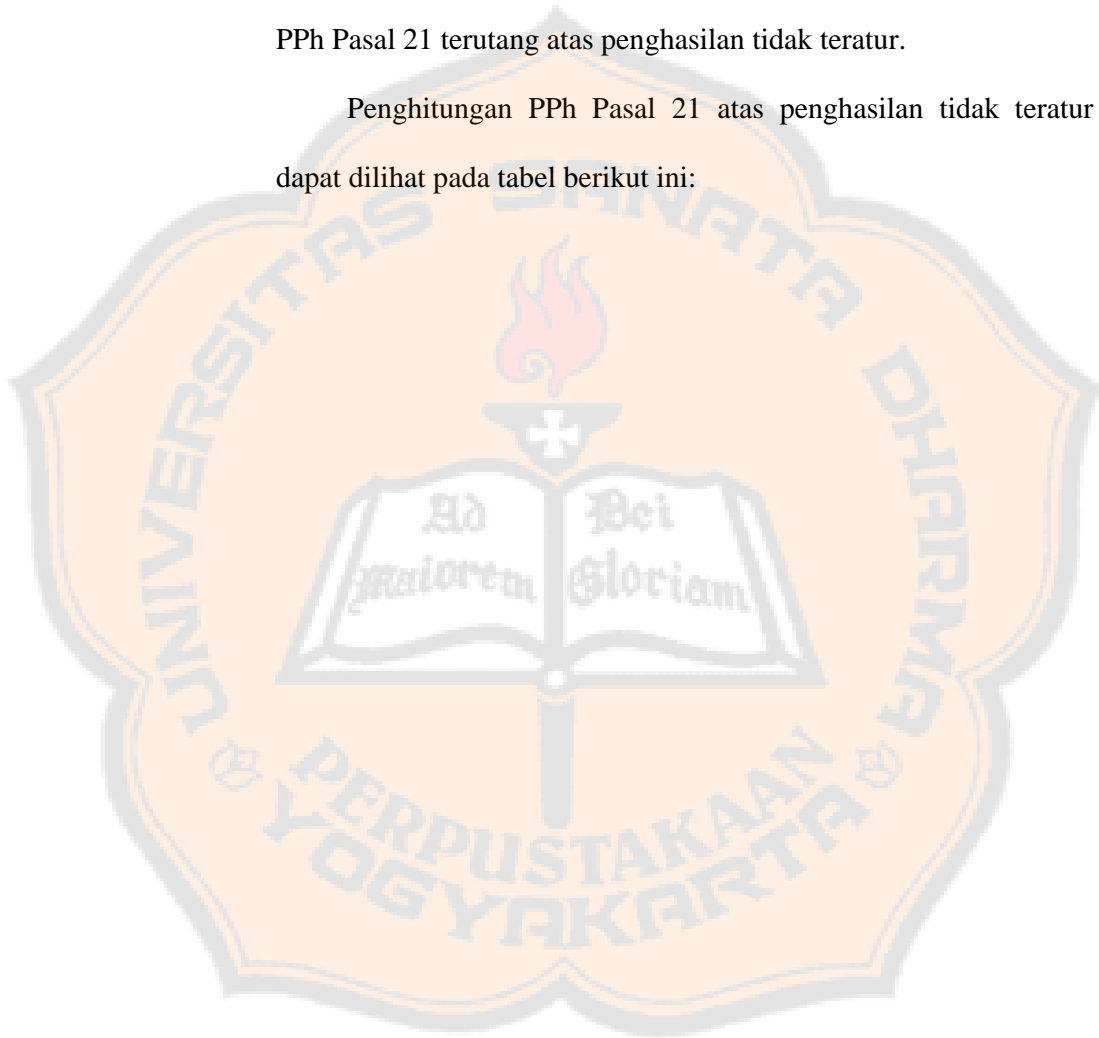 PPh Pasal 21 terutang atas penghasilan tidak teratur.
Penghitungan PPh Pasal 21 atas penghasilan tidak teratur
dapat dilihat pada tabel berikut ini:
UNIVERSITAS SANATA DHARMA
Ad Dei
Maiorem Gloriam
PERPUSTAKAAN
YOGYAKARTA